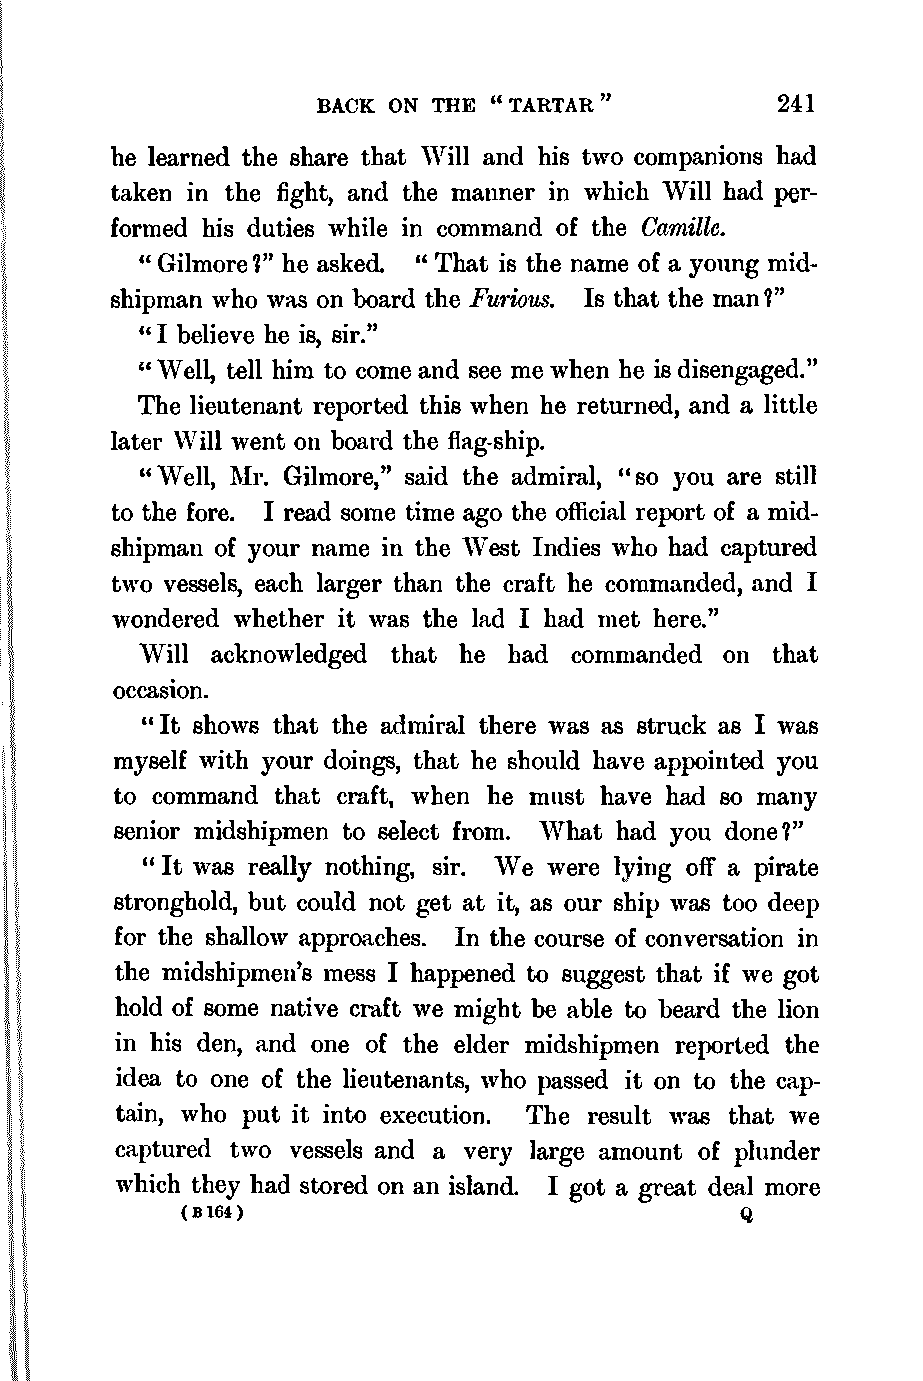 BACK ON THE "TARTAR" 241
he learned the share that Will and his two companions had
taken in the fight, and the manner in which Will had per-
formed his duties while in command of the Camille.
"Gilmore?" he asked. "That is the name of a young mid-
shipman who was on board the Furious. Is that the man?"
"I believe he is, sir."
"Well, tell him to come and see me when he is disengaged."
The lieutenant reported this when he returned, and a little
later Will went on board the flag-ship.
"Well, Mr. Gilmore," said the admiral, "so you are still
to the fore. I read some time ago the official report of a mid-
shipman of your name in the West Indies who had captured
two vessels, each larger than the craft he commanded, and I
wondered whether it was the lad I had met here."
Will acknowledged that he had commanded on that
occasion.
"It shows that the admiral there was as struck as I was
myself with your doings, that he should have appointed you
to command that craft, when he must have had so many
senior midshipmen to select from. What had you done?"
"It was really nothing, sir. We were lying off a pirate
stronghold, but could not get at it, as our ship was too deep
for the shallow approaches. In the course of conversation in
the midshipmen's mess I happened to suggest that if we got
hold of some native craft we might be able to beard the lion
in his den, and one of the elder midshipmen reported the
idea to one of the lieutenants, who passed it on to the cap-
tain, who put it into execution. The result was that we
captured two vessels and a very large amount of plunder
which they had stored on an island. I got a great deal more
(B164) Q